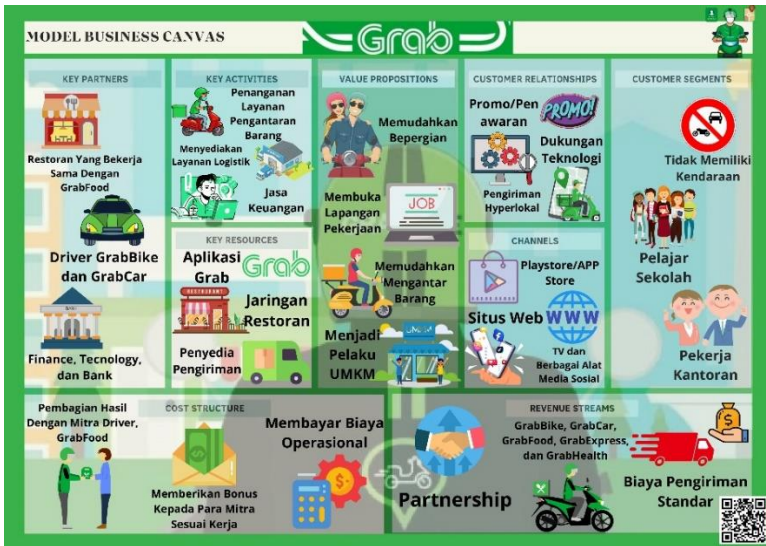 MODEL BUSINESS CANVAS
Grab
KEY PARTNERS
Restoran Yang Bekerja
Sama Dengan
GrabFood
Driver GrabBike
dan GrabCar
Finance, Tecnology,
dan Bank
KEY ACTIVITIES
Penanganan
Layanan
Pengantaran
Barang
Menyediakan
Layanan Logistik
Jasa
Keuangan
KEY RESOURCES
Aplikasi
Grab
Grab
RESTAURANT
Jaringan
Restoran
Penyedia
Pengiriman
VALUE PROPOSITIONS
Memudahkan
Bepergian
Membuka
Lapangan
Pekerjaan
JOB
Memudahkan
Mengantar
Barang
Menjadi
Pelaku
UMKM
UMKM
CUSTOMER RELATIONSHIPS
Promo/Pen
awaran
PROMO!
Dukungan
Teknologi
Pengiriman
Hyperlokal
CHANNELS
Playstore/APP
Store
Situs Web
WWW
TV dan
Berbagai Alat
Media Sosial
CUSTOMER SEGMENTS
Tidak Memiliki
Kendaraan
Pelajar
Sekolah
Pekerja
Kantoran
COST STRUCTURE
Pembagian Hasil
Dengan Mitra Driver,
GrabFood
Memberikan Bonus
Kepada Para Mitra
Sesuai Kerja
Membayar Biaya
Operasional
REVENUE STREAMS
Partnership
GrabBike, GrabCar,
GrabFood, GrabExpress,
dan GrabHealth
Biaya Pengiriman
Standar